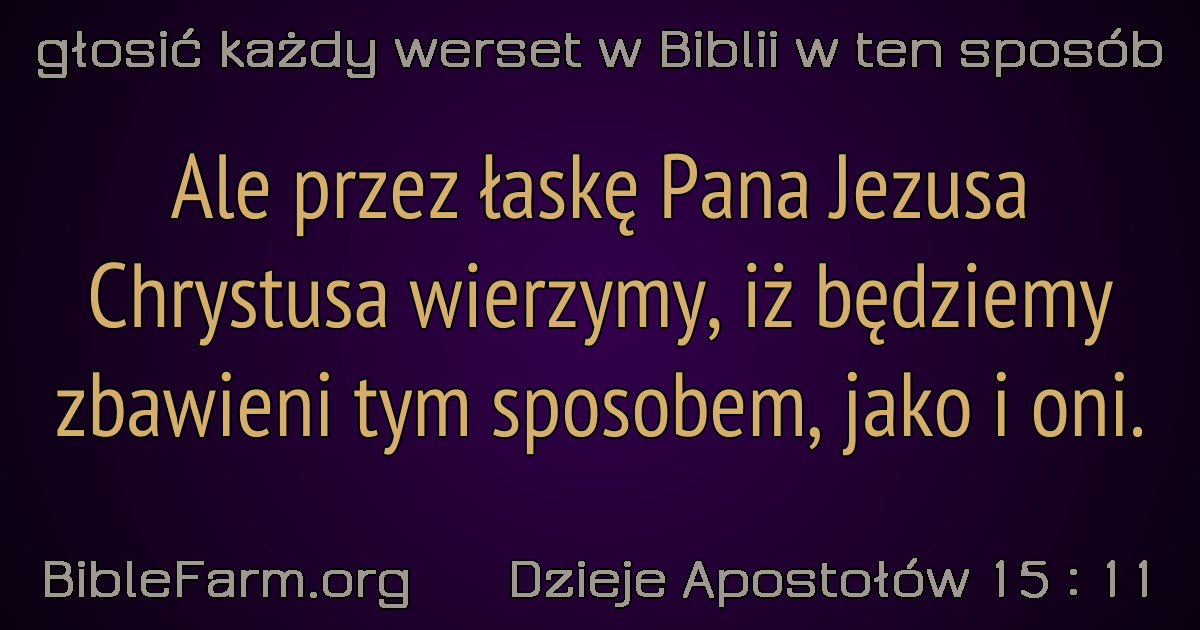 głosić każdy werset w Biblii w ten sposób
Ale przez łaskę Pana Jezusa
Chrystusa wierzymy, iż będziemy
zbawieni tym sposobem, jako i oni.
BibleFarm.org Dzieje Apostołów 15 : 11